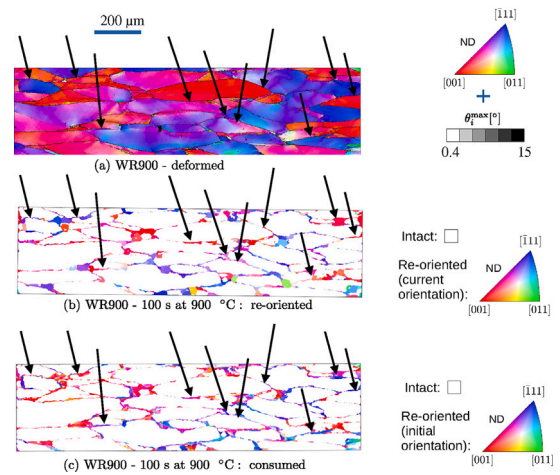 200 µm
[1̄11]
ND
[001]
[011]
+
θᵢᵐᵃˣ[°]
0.4
15
(a) WR900 - deformed
Intact:
[1̄11]
Re-oriented
(current
orientation):
ND
[001]
[011]
(b) WR900 - 100 s at 900 °C : re-oriented
Intact:
[1̄11]
Re-oriented
(initial
orientation):
ND
[001]
[011]
(c) WR900 - 100 s at 900 °C : consumed